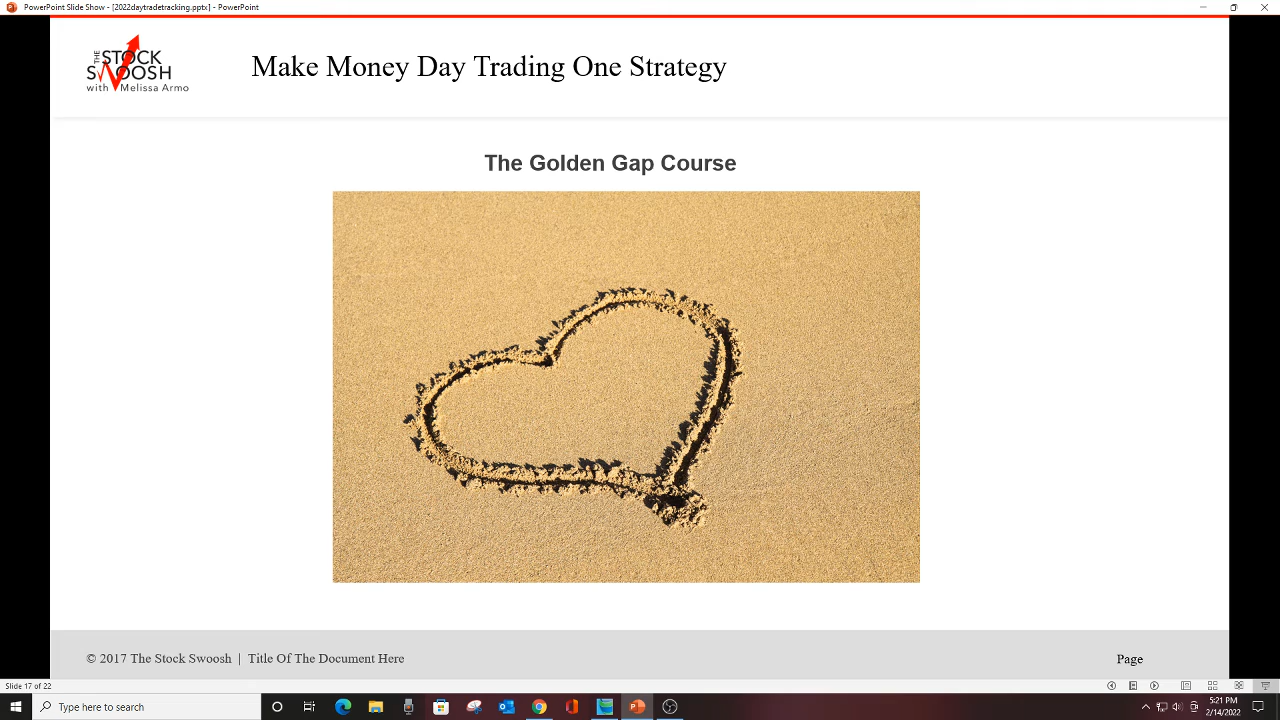 PowerPoint Slide Show - [2022daytradetracking.pptx] - PowerPoint
THE STOCK
SWOOSH
with Melissa Armo
Make Money Day Trading One Strategy
The Golden Gap Course
© 2017 The Stock Swoosh | Title Of The Document Here
Page
Slide 17 of 22
Type here to search
5:21 PM
2/14/2022